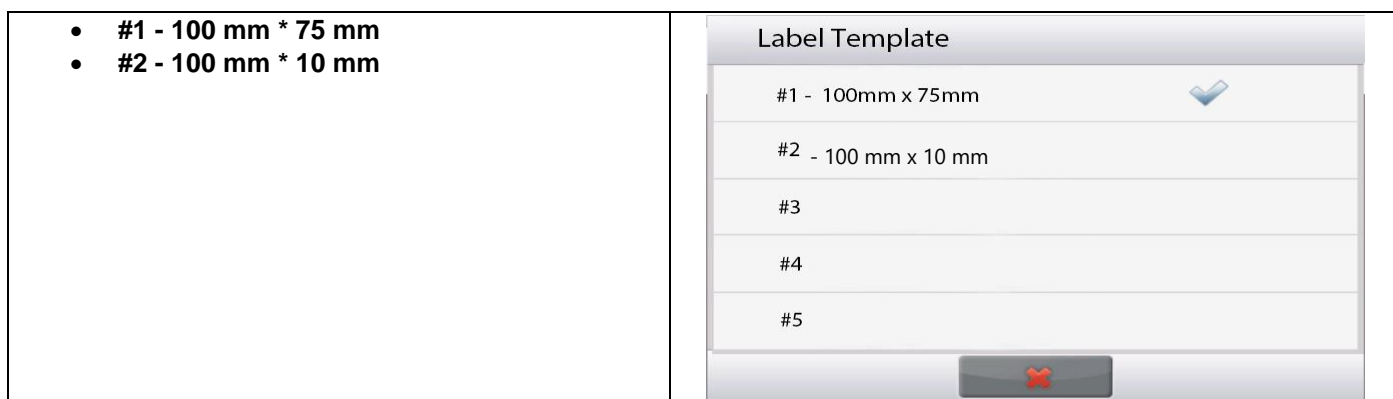 #1 - 100 mm * 75 mm
#2 - 100 mm * 10 mm
Label Template
#1 - 100mm x 75mm
#2 - 100 mm x 10 mm
#3
#4
#5